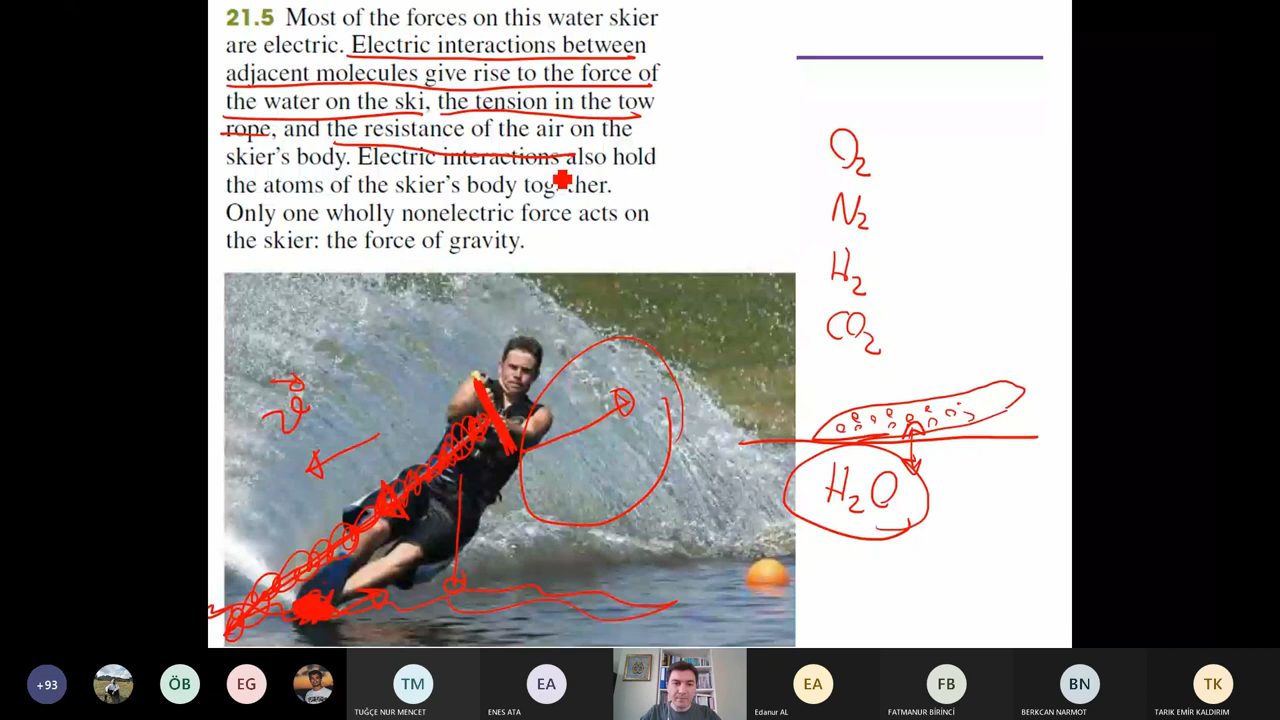 21.5 Most of the forces on this water skier
are electric. Electric interactions between
adjacent molecules give rise to the force of
the water on the ski, the tension in the tow
rope, and the resistance of the air on the
skier's body. Electric interactions also hold
the atoms of the skier's body together.
Only one wholly nonelectric force acts on
the skier: the force of gravity.
O2
N2
H2
CO2
H2O
+93
ÖB
EG
TM
EA
EA
FB
BN
TK
TUĞÇE NUR MENCET
ENES ATA
Edanur AL
FATMANUR BİRİNCİ
BERKCAN NARMOT
TARIK EMİR KALDIRIM